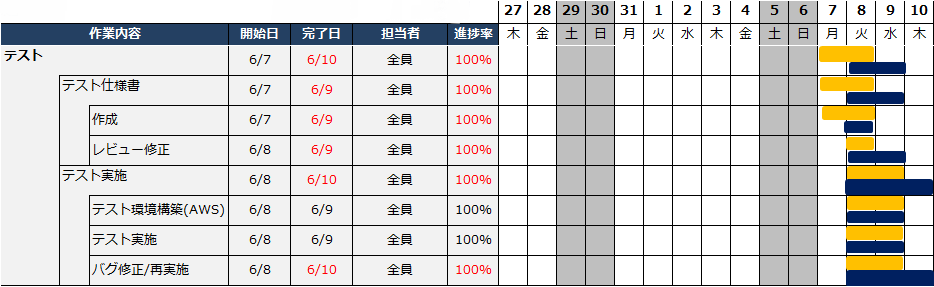 27 28 29 30 31 1 2 3 4 5 6 7 8 9 10
作業内容 開始日 完了日 担当者 進捗率 木 金 土 日 月 火 水 木 金 土 日 月 火 水 木
テスト 6/7 6/10 全員 100%
テスト仕様書 6/7 6/9 全員 100%
作成 6/7 6/9 全員 100%
レビュー修正 6/8 6/9 全員 100%
テスト実施 6/8 6/10 全員 100%
テスト環境構築(AWS) 6/8 6/9 全員 100%
テスト実施 6/8 6/9 全員 100%
バグ修正/再実施 6/8 6/10 全員 100%